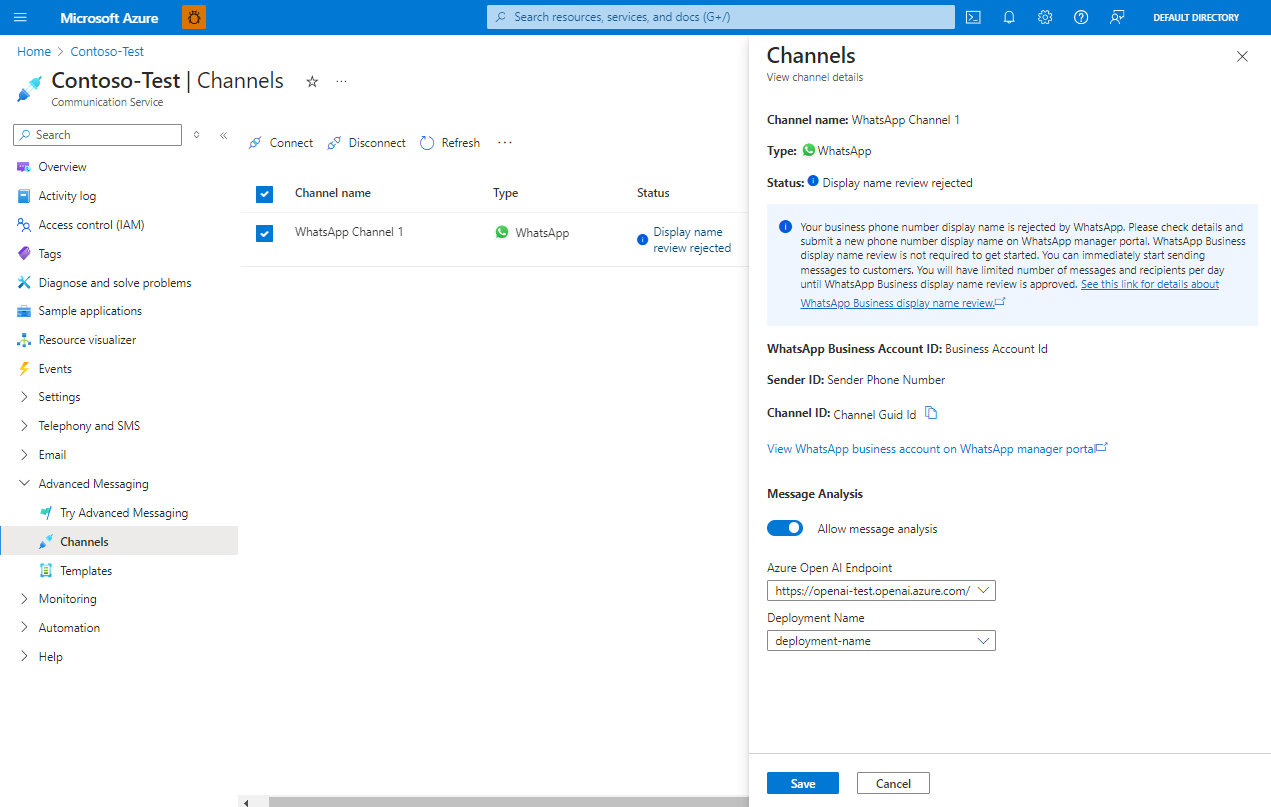 Microsoft Azure
Search resources, services, and docs (G+/)
DEFAULT DIRECTORY
Home > Contoso-Test
Contoso-Test | Channels
Communication Service
Search
Overview
Activity log
Access control (IAM)
Tags
Diagnose and solve problems
Sample applications
Resource visualizer
Events
Settings
Telephony and SMS
Email
Advanced Messaging
Try Advanced Messaging
Channels
Templates
Monitoring
Automation
Help
Connect Disconnect Refresh
Channel name Type Status
WhatsApp Channel 1 WhatsApp Display name
review rejected
Channels
View channel details
Channel name: WhatsApp Channel 1
Type: WhatsApp
Status: Display name review rejected
Your business phone number display name is rejected by WhatsApp. Please check details and
submit a new phone number display name on WhatsApp manager portal. WhatsApp Business
display name review is not required to get started. You can immediately start sending
messages to customers. You will have limited number of messages and recipients per day
until WhatsApp Business display name review is approved. See this link for details about
WhatsApp Business display name review.
WhatsApp Business Account ID: Business Account Id
Sender ID: Sender Phone Number
Channel ID: Channel Guid Id
View WhatsApp business account on WhatsApp manager portal
Message Analysis
Allow message analysis
Azure Open AI Endpoint
https://openai-test.openai.azure.com/
Deployment Name
deployment-name
Save Cancel